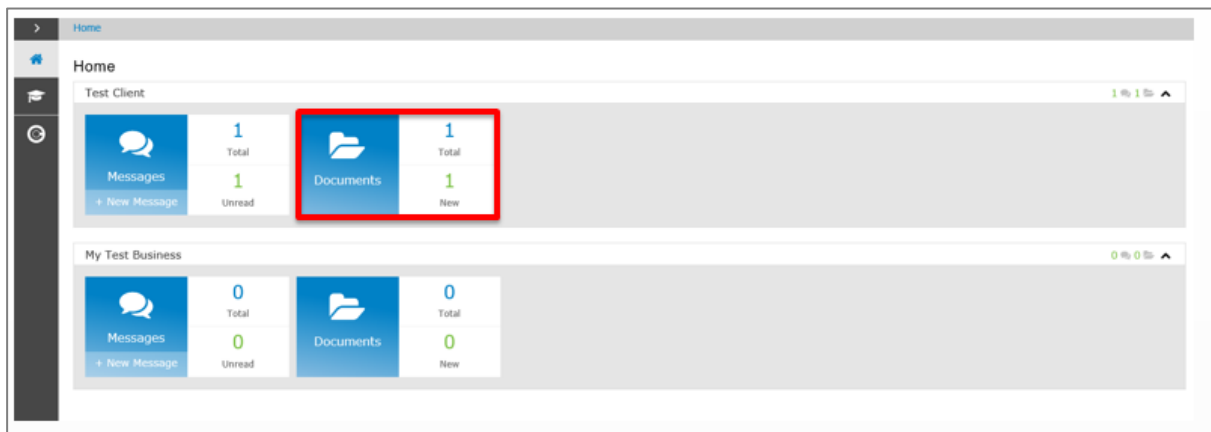 Home
Home
Test Client
1 1
Messages
+ New Message
1
Total
1
Unread
Documents
1
Total
1
New
My Test Business
0 0
Messages
+ New Message
0
Total
0
Unread
Documents
0
Total
0
New